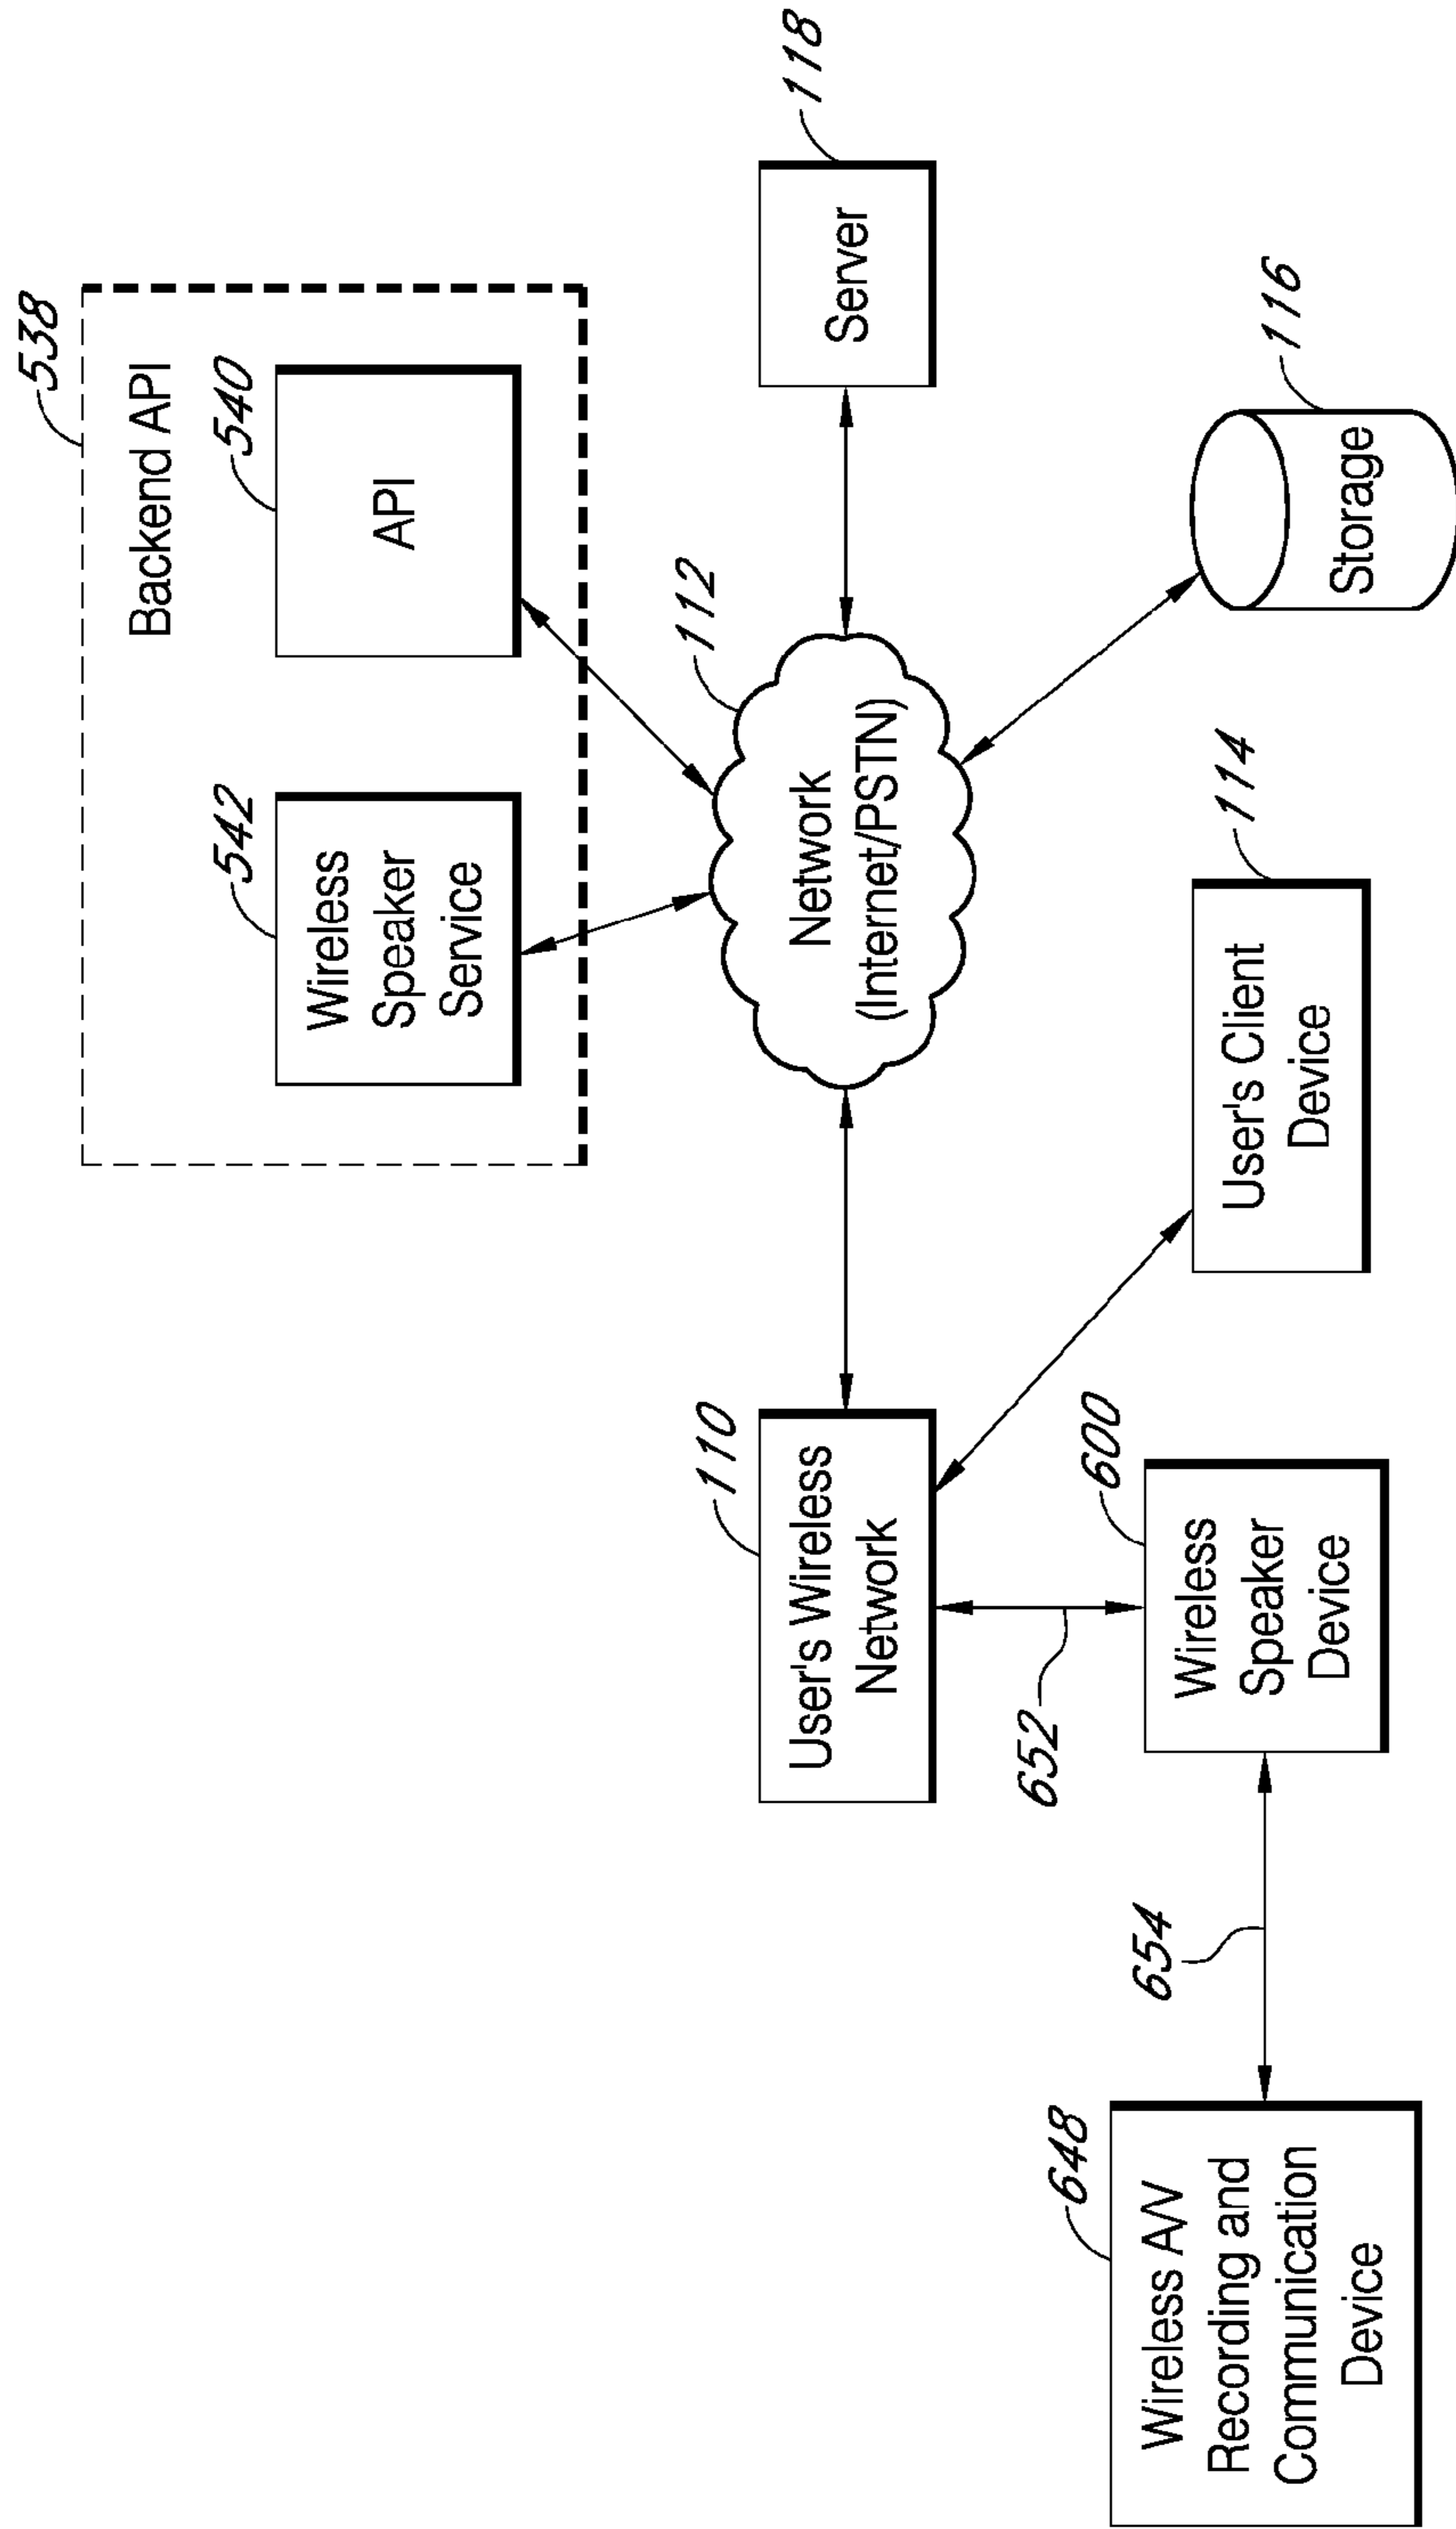 538
Backend API
542
Wireless
Speaker
Service
540
API
110
User's Wireless
Network
112
Network
(Internet/PSTN)
118
Server
652
654
648
Wireless A/V
Recording and
Communication
Device
600
Wireless
Speaker
Device
114
User's Client
Device
116
Storage